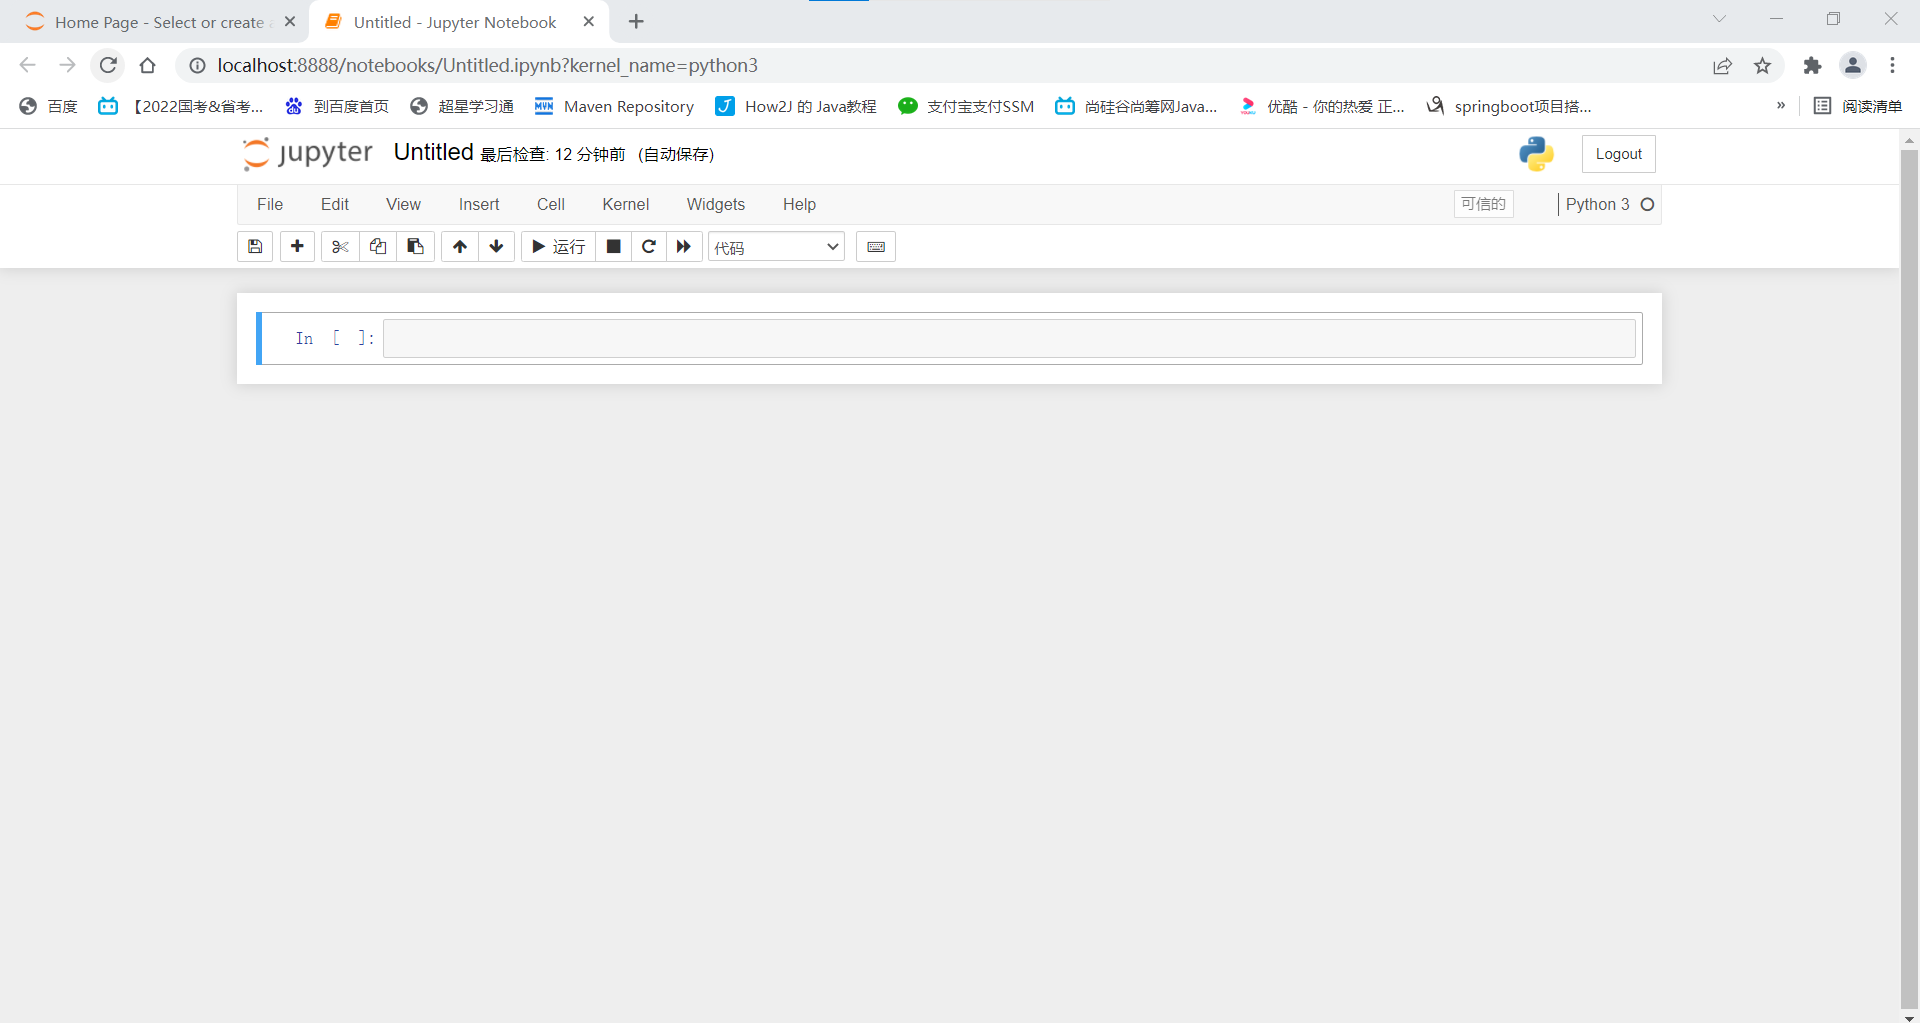 Home Page - Select or create a
Untitled - Jupyter Notebook
localhost:8888/notebooks/Untitled.ipynb?kernel_name=python3
百度 【2022国考&省考... 到百度首页 超星学习通 Maven Repository How2J 的 Java教程 支付宝支付SSM 尚硅谷尚筹网Java... 优酷 - 你的热爱 正... springboot项目搭... » 阅读清单
jupyter Untitled 最后检查: 12 分钟前 (自动保存) Logout
File Edit View Insert Cell Kernel Widgets Help 可信的 Python 3
运行 代码
In [ ]: